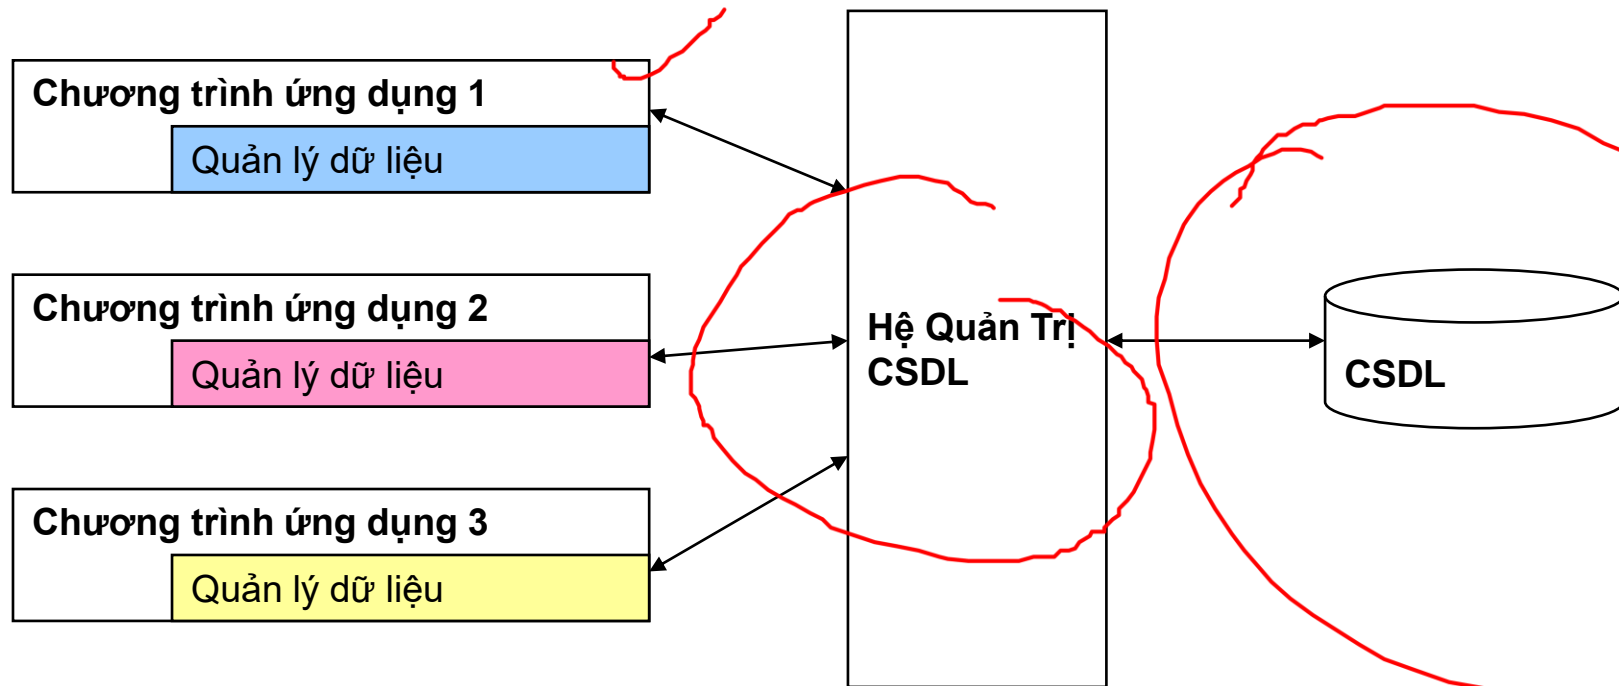 Chương trình ứng dụng 1
Quản lý dữ liệu
Chương trình ứng dụng 2
Quản lý dữ liệu
Chương trình ứng dụng 3
Quản lý dữ liệu
Hệ Quản Trị
CSDL
CSDL